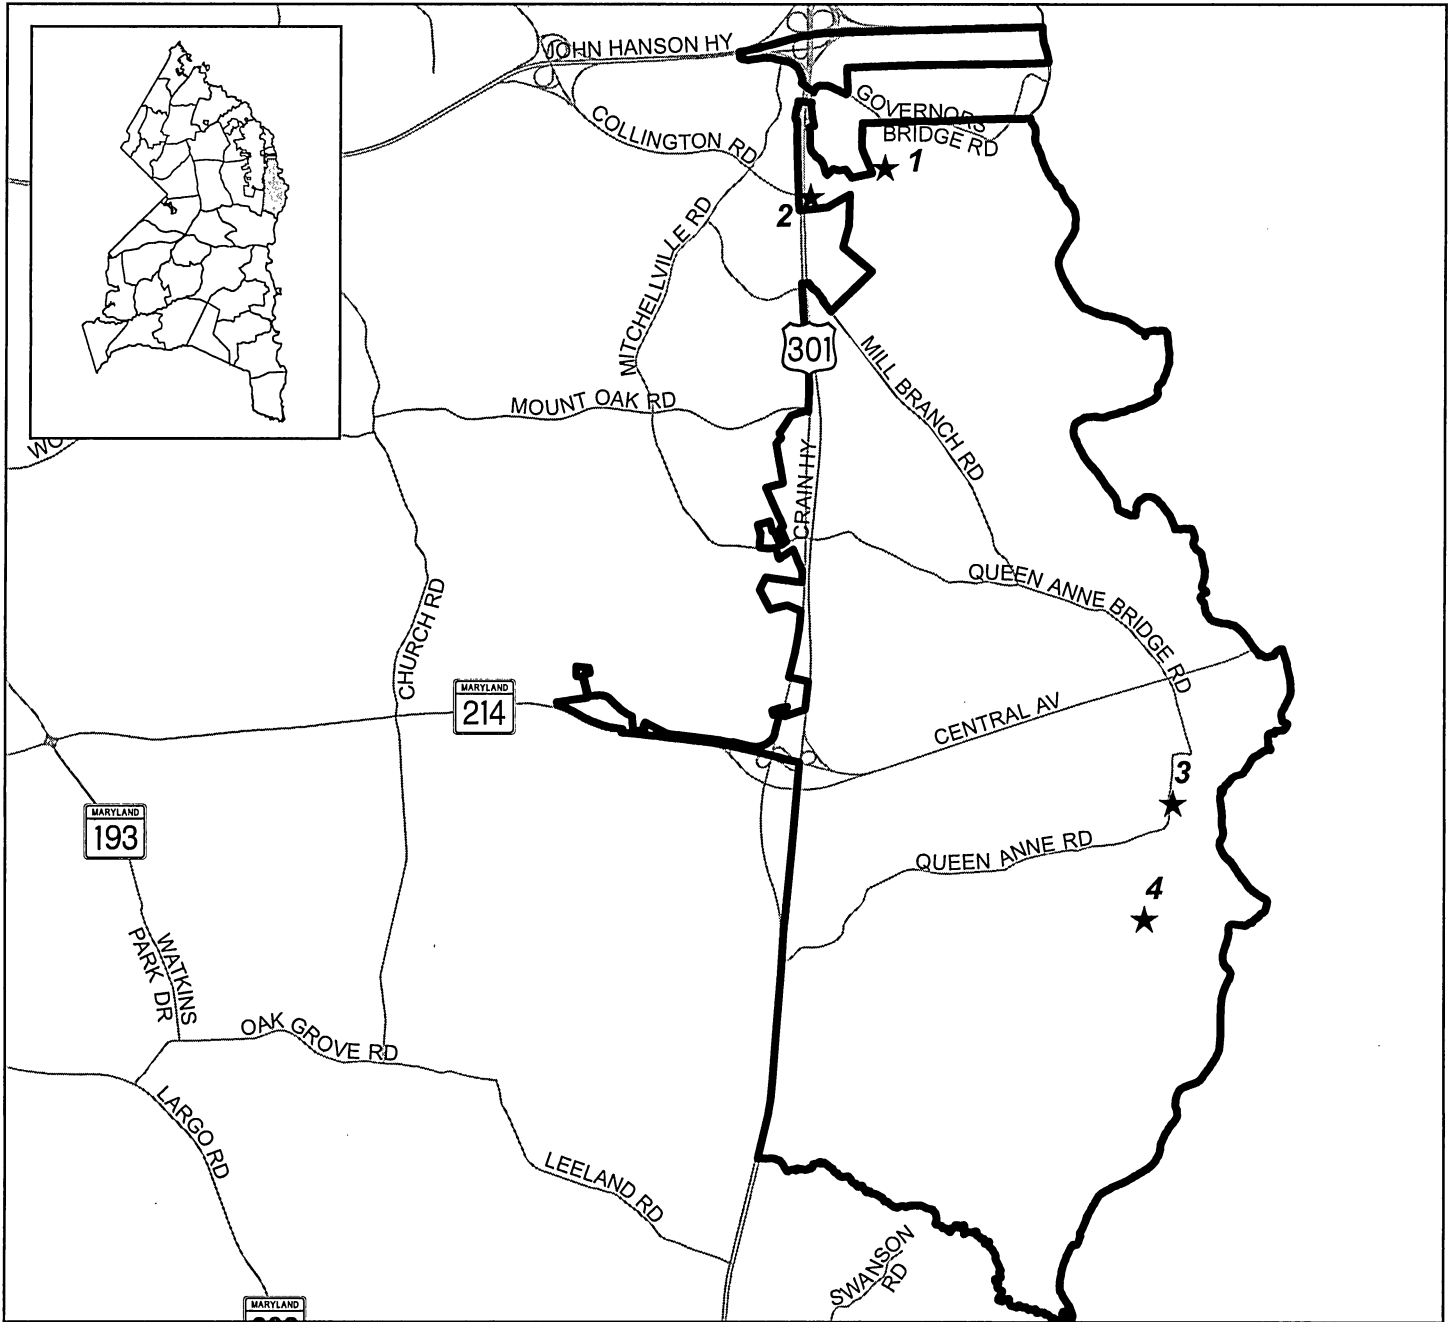 JOHN HANSON HY
GOVERNORS
BRIDGE RD
COLLINGTON RD
1
2
MITCHELLVILLE RD
301
MILL BRANCH RD
MOUNT OAK RD
CRAIN HY
QUEEN ANNE BRIDGE RD
CHURCH RD
MARYLAND
214
CENTRAL AV
3
MARYLAND
193
QUEEN ANNE RD
4
WATKINS
PARK DR
OAK GROVE RD
LARGO RD
LEELAND RD
SWANSON
RD
MARYLAND